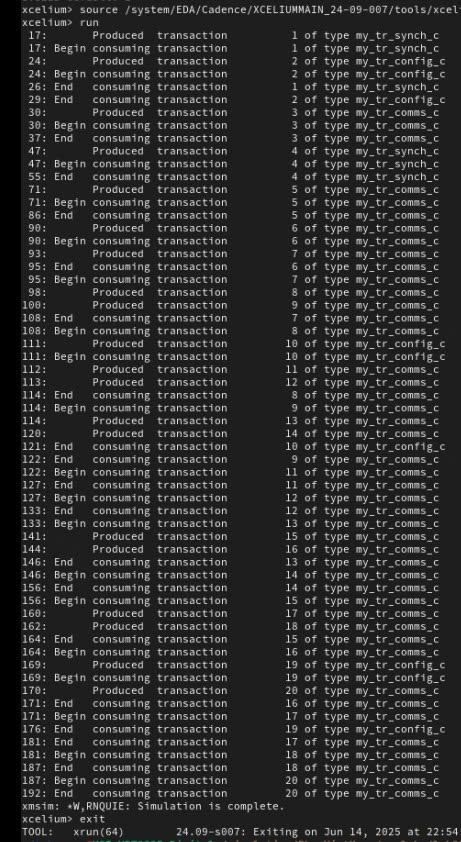 xcelium> source /system/EDA/Cadence/XCELIUMMAIN_24-09-007/tools/xcel
xcelium> run
17: Produced transaction 1 of type my_tr_synch_c
17: Begin consuming transaction 1 of type my_tr_synch_c
24: Produced transaction 2 of type my_tr_config_c
24: Begin consuming transaction 2 of type my_tr_config_c
26: End consuming transaction 1 of type my_tr_synch_c
29: End consuming transaction 2 of type my_tr_config_c
30: Produced transaction 3 of type my_tr_comms_c
30: Begin consuming transaction 3 of type my_tr_comms_c
37: End consuming transaction 3 of type my_tr_comms_c
47: Produced transaction 4 of type my_tr_synch_c
47: Begin consuming transaction 4 of type my_tr_synch_c
55: End consuming transaction 4 of type my_tr_synch_c
71: Produced transaction 5 of type my_tr_comms_c
71: Begin consuming transaction 5 of type my_tr_comms_c
86: End consuming transaction 5 of type my_tr_comms_c
90: Produced transaction 6 of type my_tr_comms_c
90: Begin consuming transaction 6 of type my_tr_comms_c
93: Produced transaction 7 of type my_tr_comms_c
95: End consuming transaction 6 of type my_tr_comms_c
95: Begin consuming transaction 7 of type my_tr_comms_c
98: Produced transaction 8 of type my_tr_comms_c
100: Produced transaction 9 of type my_tr_comms_c
108: End consuming transaction 7 of type my_tr_comms_c
108: Begin consuming transaction 8 of type my_tr_comms_c
111: Produced transaction 10 of type my_tr_config_c
111: Begin consuming transaction 10 of type my_tr_config_c
112: Produced transaction 11 of type my_tr_comms_c
113: Produced transaction 12 of type my_tr_comms_c
114: End consuming transaction 8 of type my_tr_comms_c
114: Begin consuming transaction 9 of type my_tr_comms_c
114: Produced transaction 13 of type my_tr_comms_c
120: Produced transaction 14 of type my_tr_comms_c
121: End consuming transaction 10 of type my_tr_config_c
122: End consuming transaction 9 of type my_tr_comms_c
122: Begin consuming transaction 11 of type my_tr_comms_c
127: End consuming transaction 11 of type my_tr_comms_c
127: Begin consuming transaction 12 of type my_tr_comms_c
133: End consuming transaction 12 of type my_tr_comms_c
133: Begin consuming transaction 13 of type my_tr_comms_c
141: Produced transaction 15 of type my_tr_comms_c
144: Produced transaction 16 of type my_tr_comms_c
146: End consuming transaction 13 of type my_tr_comms_c
146: Begin consuming transaction 14 of type my_tr_comms_c
156: End consuming transaction 14 of type my_tr_comms_c
156: Begin consuming transaction 15 of type my_tr_comms_c
160: Produced transaction 17 of type my_tr_comms_c
162: Produced transaction 18 of type my_tr_comms_c
164: End consuming transaction 15 of type my_tr_comms_c
164: Begin consuming transaction 16 of type my_tr_comms_c
169: Produced transaction 19 of type my_tr_config_c
169: Begin consuming transaction 19 of type my_tr_config_c
170: Produced transaction 20 of type my_tr_comms_c
171: End consuming transaction 16 of type my_tr_comms_c
171: Begin consuming transaction 17 of type my_tr_comms_c
176: End consuming transaction 19 of type my_tr_config_c
181: End consuming transaction 17 of type my_tr_comms_c
181: Begin consuming transaction 18 of type my_tr_comms_c
187: End consuming transaction 18 of type my_tr_comms_c
187: Begin consuming transaction 20 of type my_tr_comms_c
192: End consuming transaction 20 of type my_tr_comms_c
xmsim: *W,RNQUIE: Simulation is complete.
xcelium> exit
TOOL: xrun(64) 24.09-s007: Exiting on Jun 14, 2025 at 22:54